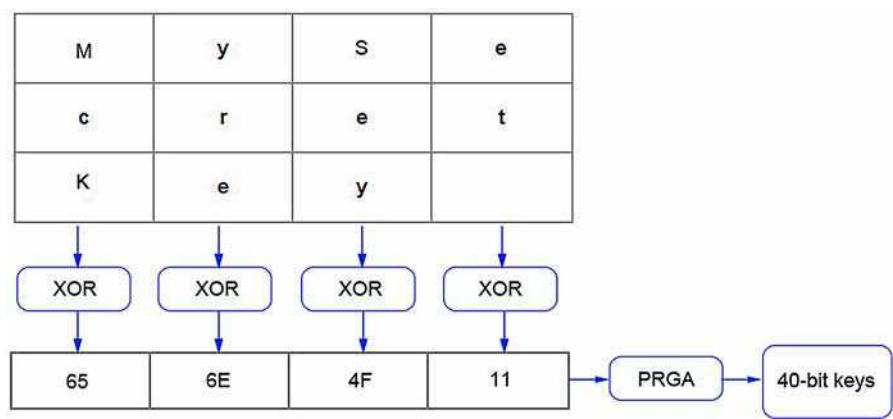 M y S e
c r e t
K e y
XOR XOR XOR XOR
65 6E 4F 11 PRGA 40-bit keys